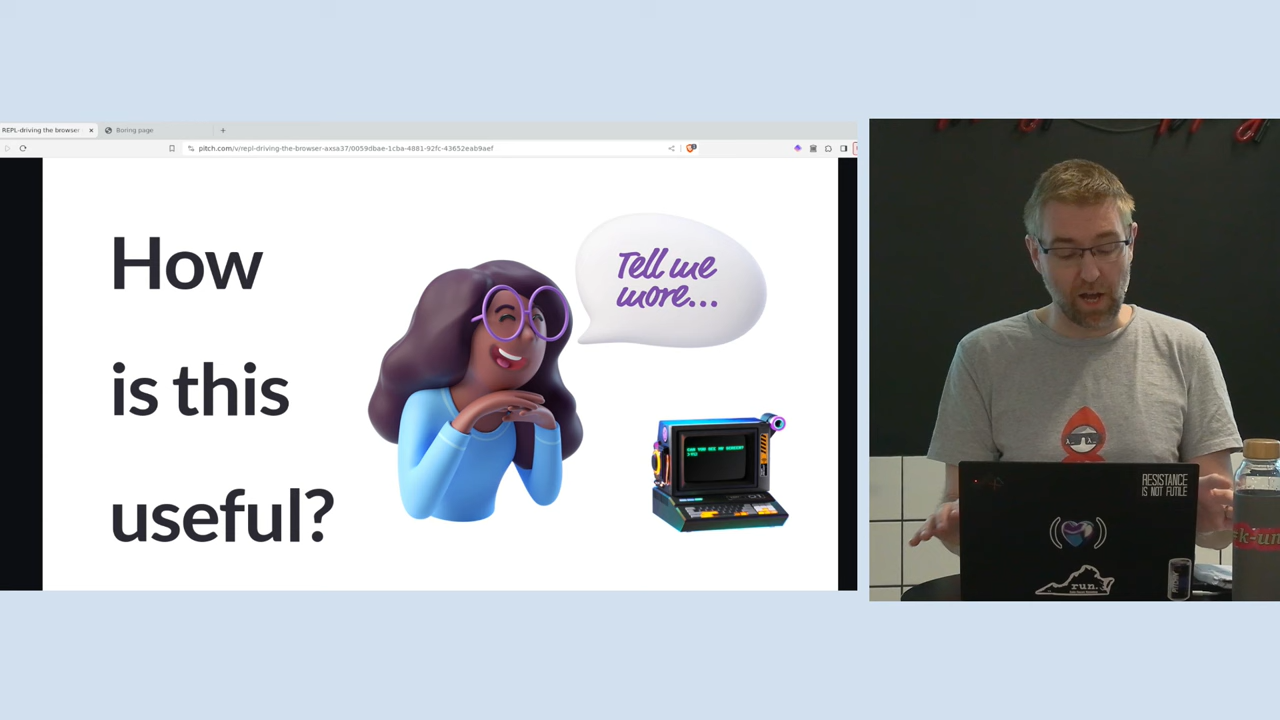 REPL-driving the browser
Boring page
pitch.com/v/repl-driving-the-browser-axsa37/0059dbae-1cba-4881-92fc-43652eab9aef
How
is this
useful?
Tell me
more...
RESISTANCE
IS NOT FUTILE
run.